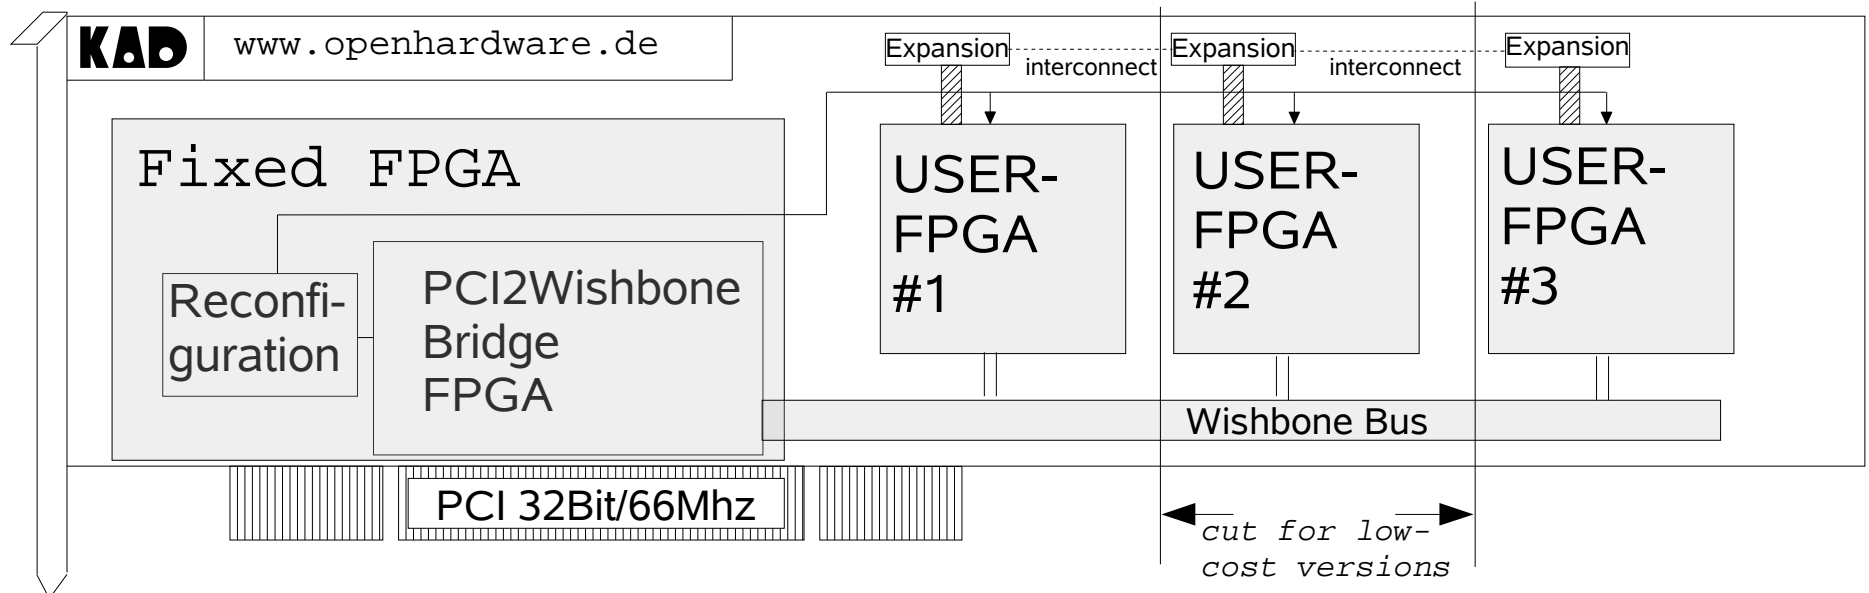 KAD
www.openhardware.de
Expansion
interconnect
Expansion
interconnect
Expansion
Fixed FPGA
Reconfi-
guration
PCI2Wishbone
Bridge
FPGA
USER-
FPGA
#1
USER-
FPGA
#2
USER-
FPGA
#3
Wishbone Bus
PCI 32Bit/66Mhz
cut for low-
cost versions